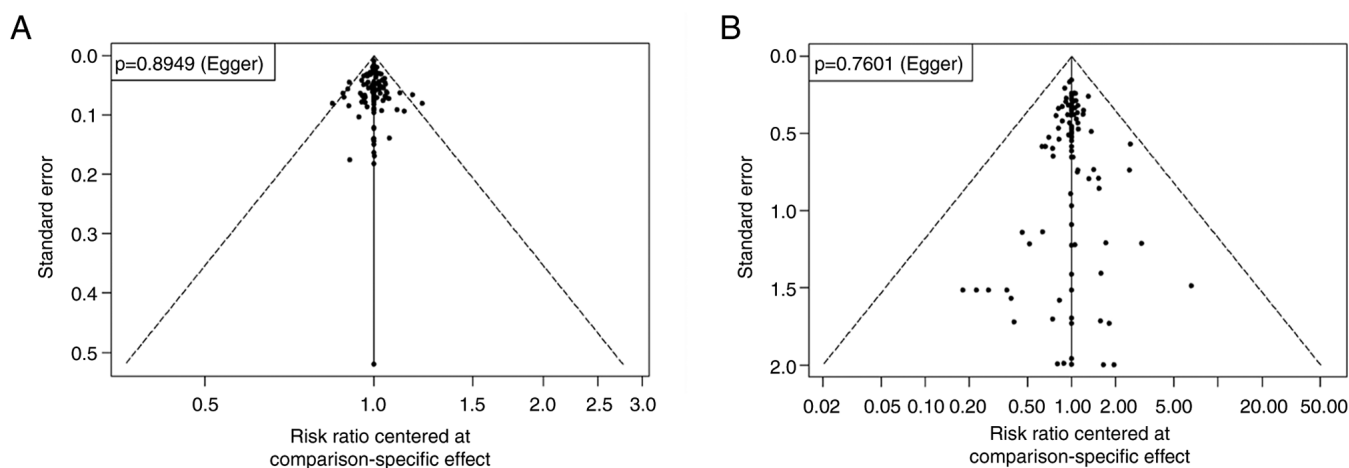 A
p=0.8949 (Egger)
0.0
0.1
0.2
0.3
0.4
0.5
Standard error
0.5 1.0 1.5 2.0 2.5 3.0
Risk ratio centered at
comparison-specific effect
B
p=0.7601 (Egger)
0.0
0.5
1.0
1.5
2.0
Standard error
0.02 0.05 0.10 0.20 0.50 1.00 2.00 5.00 20.00 50.00
Risk ratio centered at
comparison-specific effect